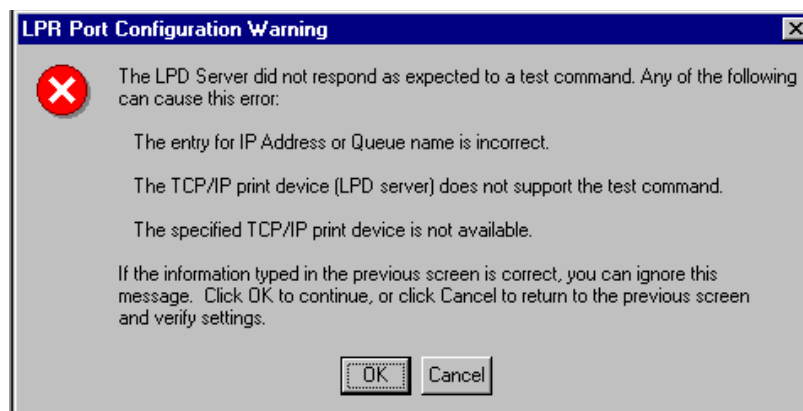 LPR Port Configuration Warning
The LPD Server did not respond as expected to a test command. Any of the following
can cause this error:
The entry for IP Address or Queue name is incorrect.
The TCP/IP print device (LPD server) does not support the test command.
The specified TCP/IP print device is not available.
If the information typed in the previous screen is correct, you can ignore this
message. Click OK to continue, or click Cancel to return to the previous screen
and verify settings.
OK Cancel